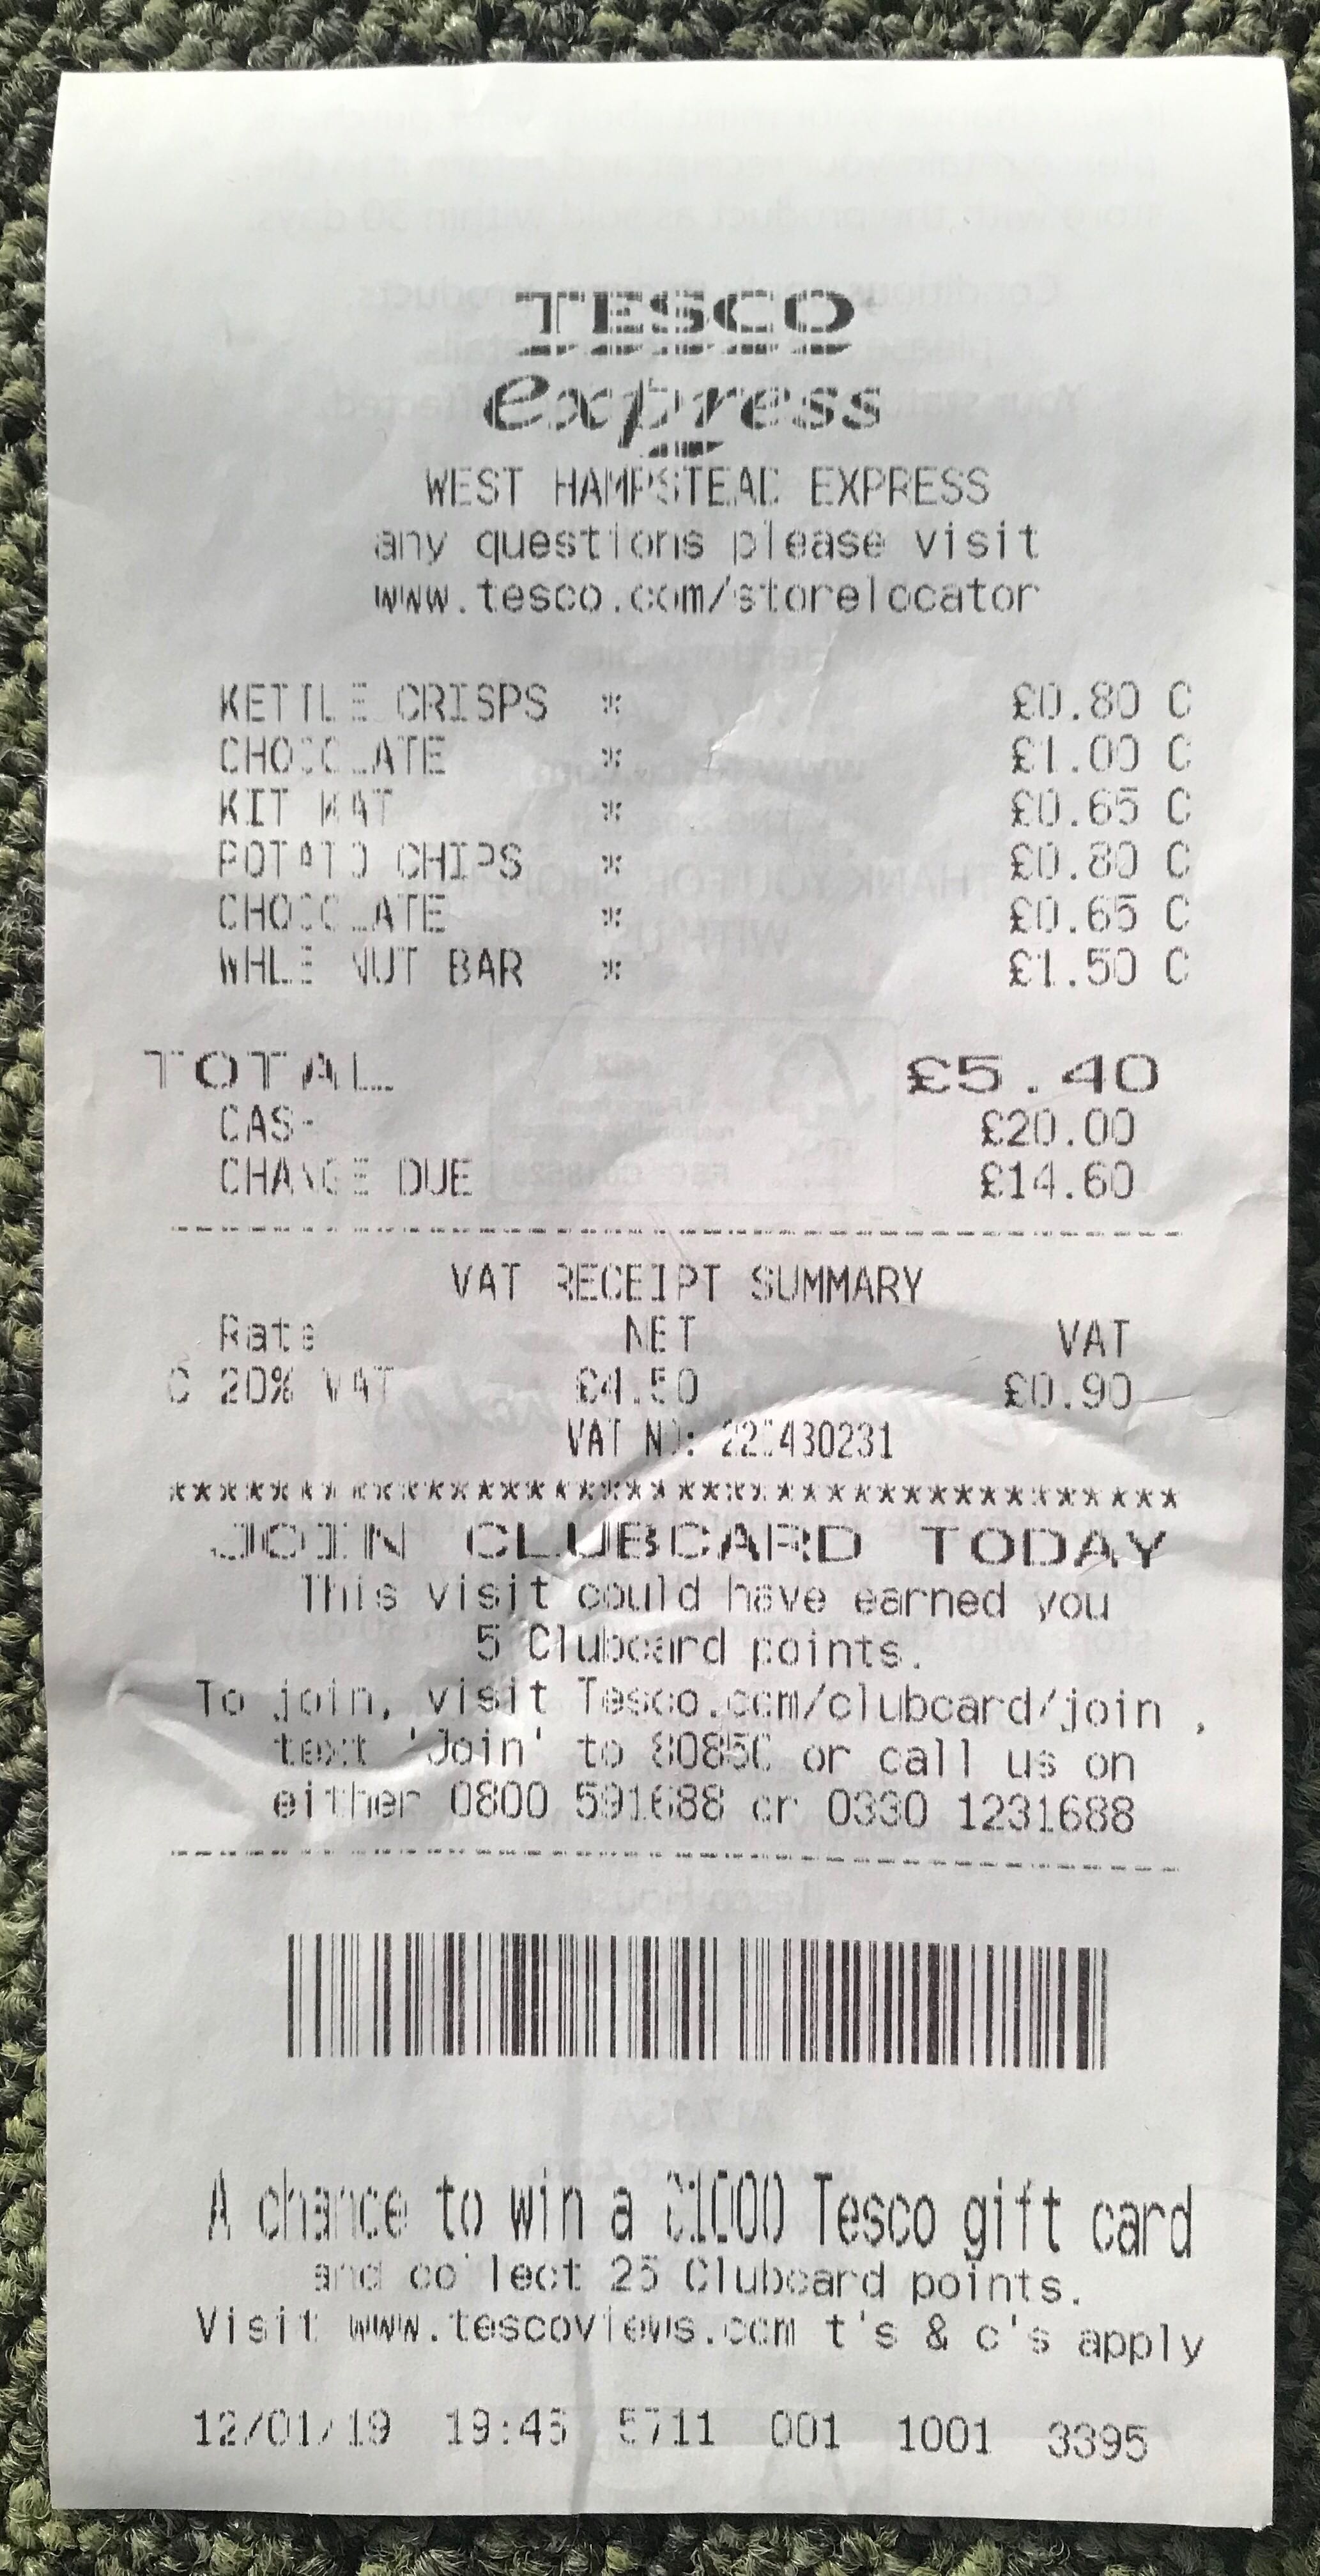 TESCO
express
WEST HAMPSTEAD EXPRESS
any questions please visit
www.tesco.com/storelocator
KETTLE CRISPS * £0.80 C
CHOCOLATE * £1.00 C
KIT KAT * £0.65 C
POTATO CHIPS * £0.80 C
CHOCOLATE * £0.65 C
WHLE NUT BAR * £1.50 C
TOTAL £5.40
CASH £20.00
CHANGE DUE £14.60
VAT RECEIPT SUMMARY
Rate NET VAT
C 20% VAT £4.50 £0.90
VAT NO:
****************************************
JOIN CLUBCARD TODAY
This visit could have earned you
5 Clubcard points.
To join, visit Tesco.com/clubcard/join ,
text 'Join' to 80850 or call us on
either 0800 591688 or 0330 1231688
A chance to win a £1000 Tesco gift card
and collect 25 Clubcard points.
Visit www.tescoviews.com t's & c's apply
12/01/19 5711 001 1001 3395